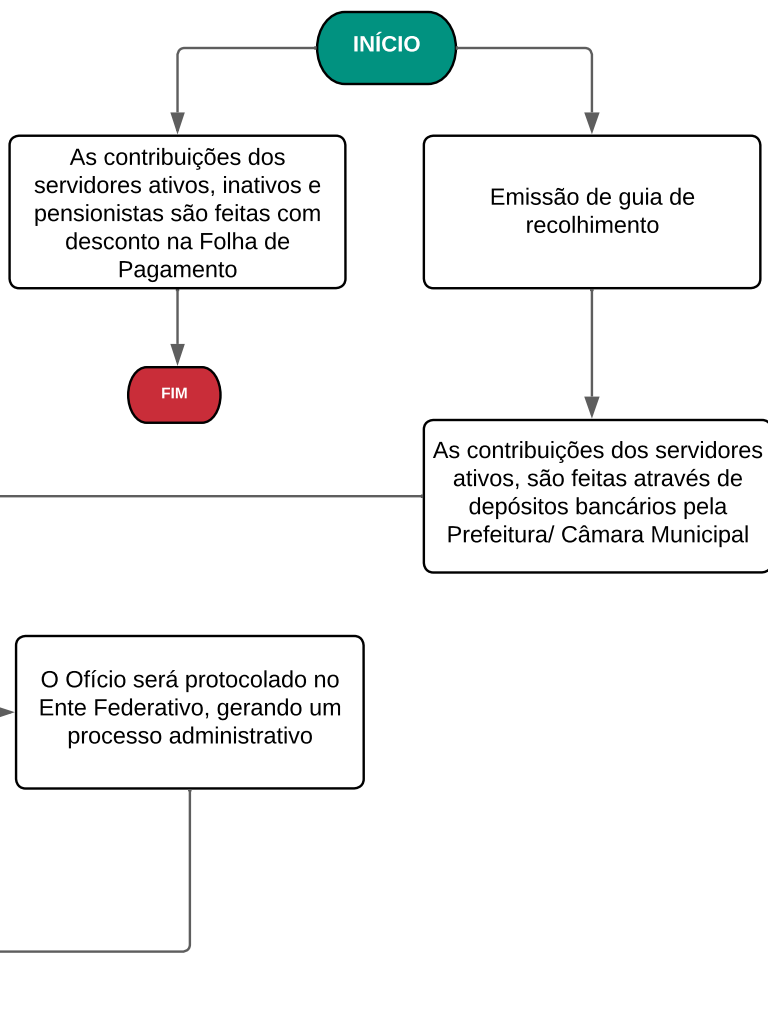 INÍCIO
As contribuições dos
servidores ativos, inativos e
pensionistas são feitas com
desconto na Folha de
Pagamento
Emissão de guia de
recolhimento
FIM
As contribuições dos servidores
ativos, são feitas através de
depósitos bancários pela
Prefeitura/ Câmara Municipal
O Ofício será protocolado no
Ente Federativo, gerando um
processo administrativo